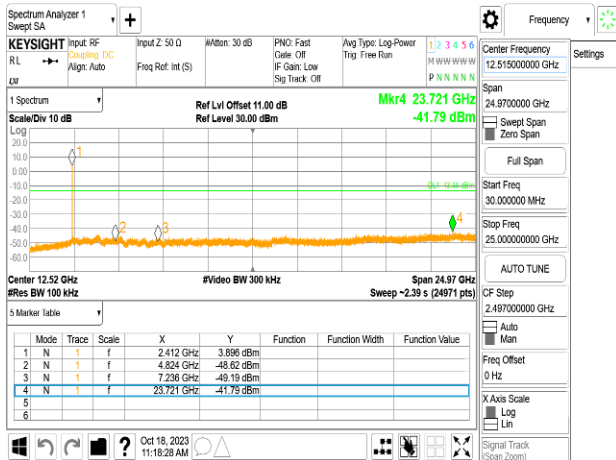 Spectrum Analyzer 1
Swept SA
Frequency
KEYSIGHT
RL
Input: RF
Coupling: DC
Align: Auto
Input Z: 50 Ω
Freq Ref: Int (S)
#Atten: 30 dB
PNO: Fast
Gate: Off
IF Gain: Low
Sig Track: Off
Avg Type: Log-Power
Trig: Free Run
1 2 3 4 5 6
M W W W W W
P N N N N N
Center Frequency
12.515000000 GHz
Settings
1 Spectrum
Scale/Div 10 dB
Ref Lvl Offset 11.00 dB
Ref Level 30.00 dBm
Mkr4 23.721 GHz
-41.79 dBm
Span
24.9700000 GHz
Swept Span
Zero Span
Full Span
Start Freq
30.000000 MHz
Stop Freq
25.000000000 GHz
AUTO TUNE
CF Step
2.497000000 GHz
Auto
Man
Freq Offset
0 Hz
X Axis Scale
Log
Lin
Signal Track
(Span Zoom)
Log
20.0
10.0
0.00
-10.0
-20.0
-30.0
-40.0
-50.0
-60.0
1
2
3
4
Center 12.52 GHz
#Res BW 100 kHz
#Video BW 300 kHz
Span 24.97 GHz
Sweep ~2.39 s (24971 pts)
5 Marker Table
Mode Trace Scale X Y Function Function Width Function Value
1 N 1 f 2.412 GHz 3.896 dBm
2 N 1 f 4.824 GHz -48.62 dBm
3 N 1 f 7.236 GHz -49.19 dBm
4 N 1 f 23.721 GHz -41.79 dBm
5
6
?
Oct 18, 2023
11:18:28 AM